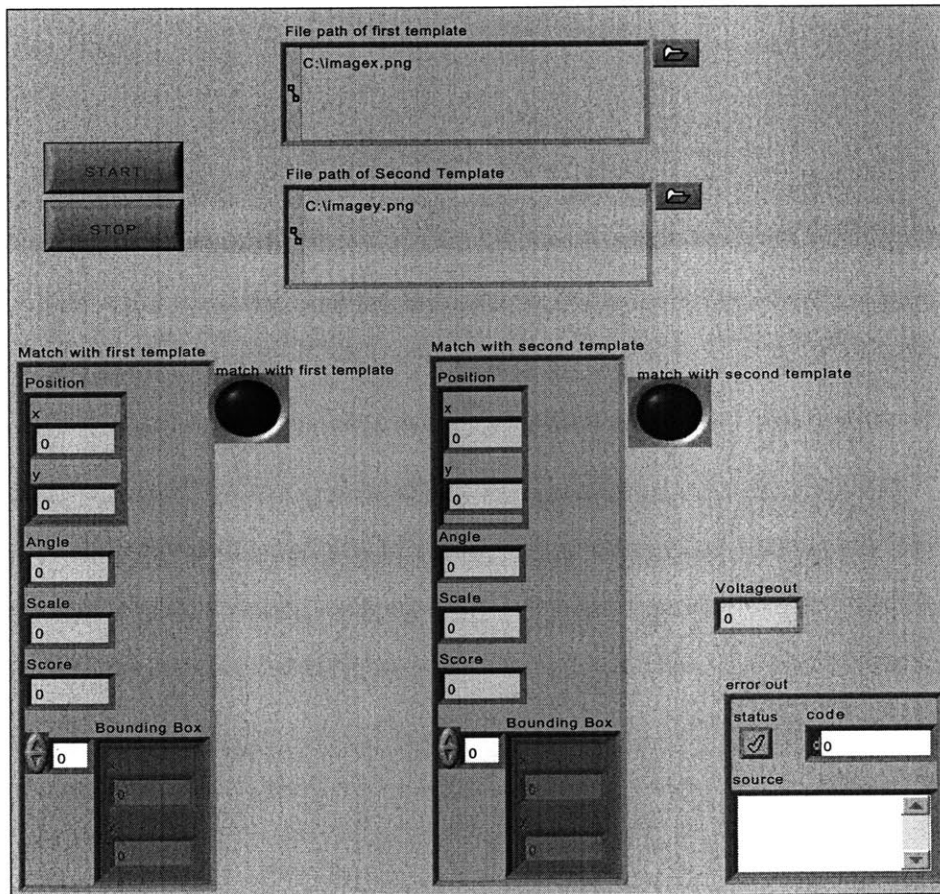 File path of first template
C:\imagex.png
START
STOP
File path of Second Template
C:\imagey.png
Match with first template
match with first template
Position
x
0
y
0
Angle
0
Scale
0
Score
0
Bounding Box
0
0
0
Match with second template
match with second template
Position
x
0
y
0
Angle
0
Scale
0
Score
0
Bounding Box
0
x
0
y
0
Voltageout
0
error out
status
code
d 0
source